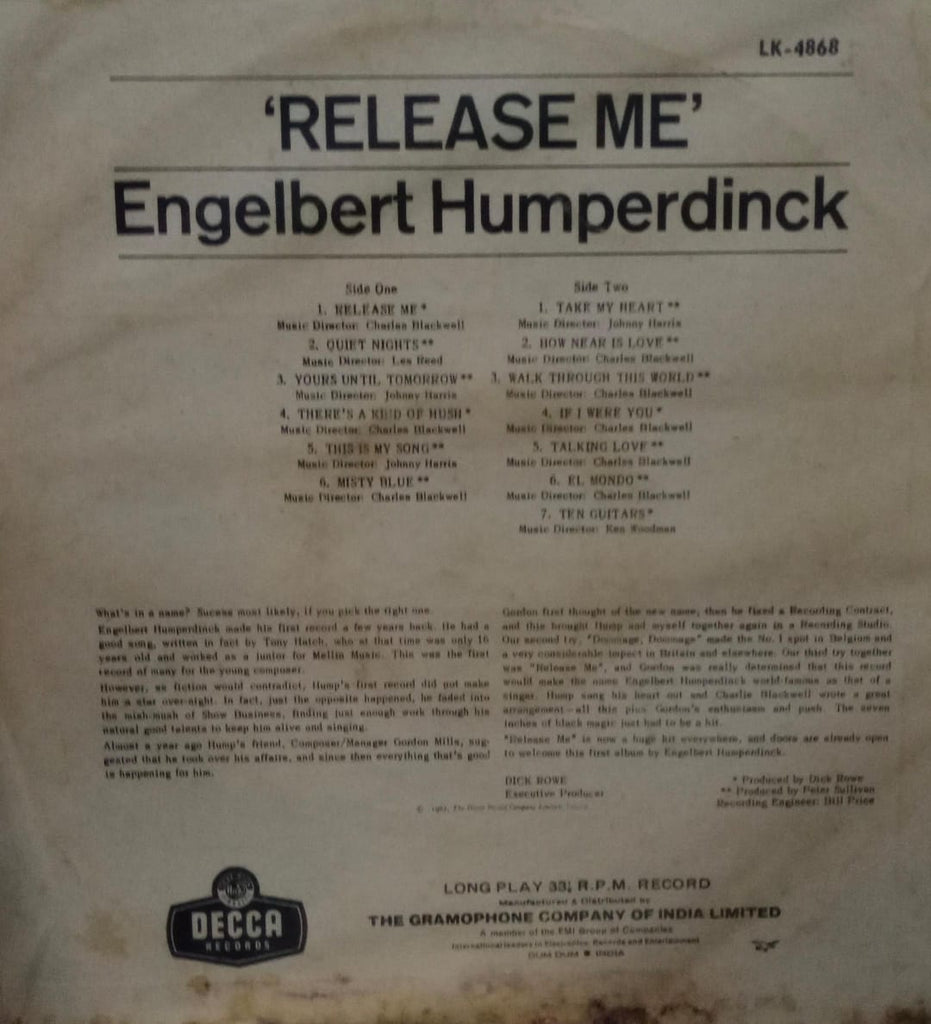 LK-4868
'RELEASE ME'
Engelbert Humperdinck
Side One
1. RELEASE ME *
Music Director: Charles Blackwell
2. QUIET NIGHTS **
Music Director: Les Reed
3. YOURS UNTIL TOMORROW **
Music Director: Johnny Harris
4. THERE'S A KIND OF HUSH *
Music Director: Charles Blackwell
5. THIS IS MY SONG **
Music Director: Johnny Harris
6. MISTY BLUE **
Music Director: Charles Blackwell
Side Two
1. TAKE MY HEART **
Music Director: Johnny Harris
2. HOW NEAR IS LOVE **
Music Director: Charles Blackwell
3. WALK THROUGH THIS WORLD **
Music Director: Charles Blackwell
4. IF I WERE YOU *
Music Director: Charles Blackwell
5. TALKING LOVE **
Music Director: Charles Blackwell
6. EL MONDO **
Music Director: Charles Blackwell
7. TEN GUITARS *
Music Director: Ken Woodman
What's in a name? Sucess most likely, if you pick the right one.
Engelbert Humperdinck made his first record a few years back. He had a
good song, written in fact by Tony Hatch, who at that time was only 16
years old and worked as a junior for Mellin Music. This was the first
record of many for the young composer.
However, as fiction would contradict, Hump's first record did not make
him a star over-night. In fact, just the opposite happened, he faded into
the mish-mush of Show Business, finding just enough work through his
natural good talents to keep him alive and singing.
Almost a year ago Hump's friend, Composer/Manager Gordon Mills, sug-
gested that he took over his affairs, and since then everything that's good
is happening for him.
Gordon first thought of the new name, then he fixed a Recording Contract,
and this brought Hump and myself together again in a Recording Studio.
Our second try, "Dommage, Dommage" made the No. 1 spot in Belgium and
a very considerable impact in Britain and elsewhere. Our third try together
was "Release Me", and Gordon was really determined that this record
would make the name Engelbert Humperdinck world-famous as that of a
singer. Hump sang his heart out and Charlie Blackwell wrote a great
arrangement—all this plus Gordon's enthusiasm and push. The seven
inches of black magic just had to be a hit.
"Release Me" is now a huge hit everywhere, and doors are already open
to welcome this first album by Engelbert Humperdinck.
DICK ROWE
Executive Producer
* Produced by Dick Rowe
** Produced by Peter Sullivan
Recording Engineer: Bill Price
DECCA
RECORDS
LONG PLAY 33⅓ R.P.M. RECORD
Manufactured & Distributed by
THE GRAMOPHONE COMPANY OF INDIA LIMITED
A member of the EMI Group of Companies
International leaders in Electronics, Records and Entertainment
DUM DUM ■ INDIA